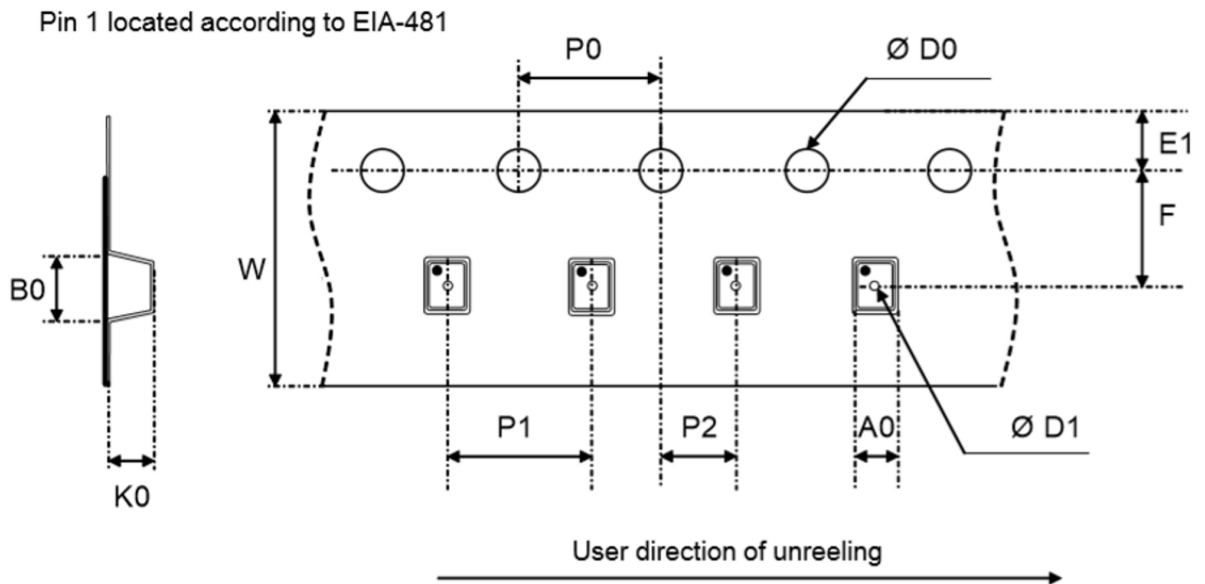 Pin 1 located according to EIA-481
P0
Ø D0
E1
F
W
B0
P1
P2
A0
Ø D1
K0
User direction of unreeling